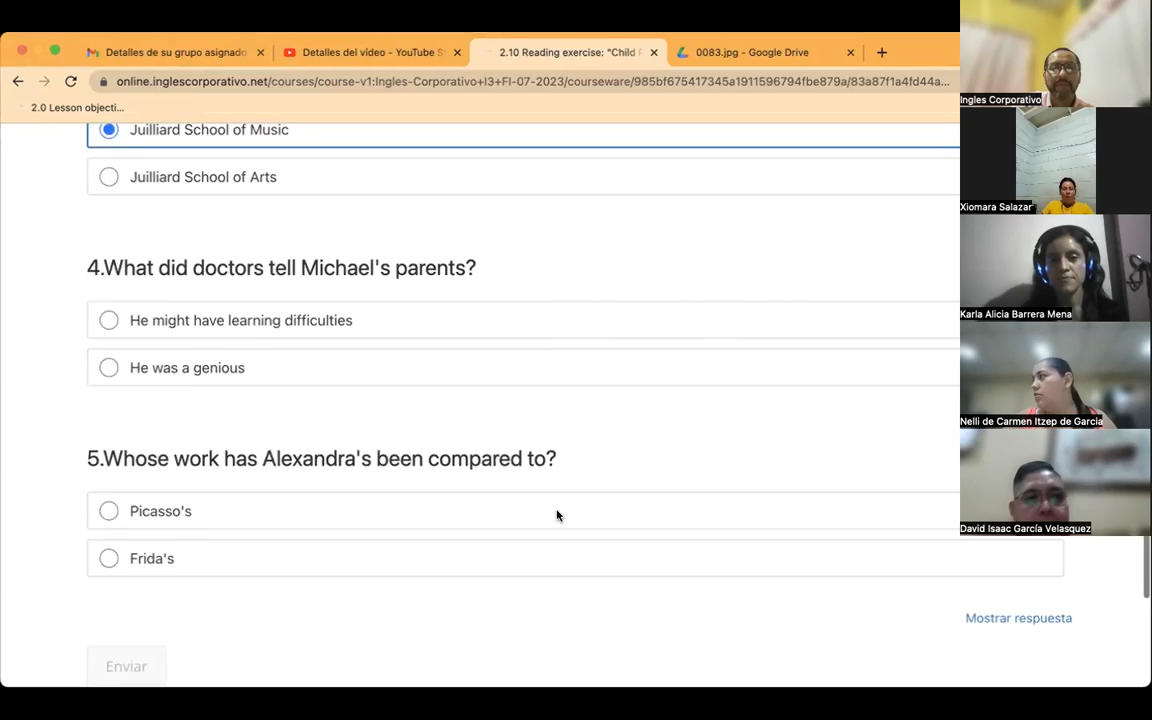 Detalles de su grupo asignado
Detalles del vídeo - YouTube S
2.10 Reading exercise: "Child P
0083.jpg - Google Drive
online.inglescorporativo.net/courses/course-v1:Ingles-Corporativo+I3+FI-07-2023/courseware/985bf675417345a1911596794fbe879a/83a87f1a4fd44a...
2.0 Lesson objecti...
Juilliard School of Music
Juilliard School of Arts
4.What did doctors tell Michael's parents?
He might have learning difficulties
He was a genious
5.Whose work has Alexandra's been compared to?
Picasso's
Frida's
Mostrar respuesta
Enviar
Ingles Corporativo
Xiomara Salazar
Karla Alicia Barrera Mena
Nelli de Carmen Itzep de Garcia
David Isaac García Velasquez